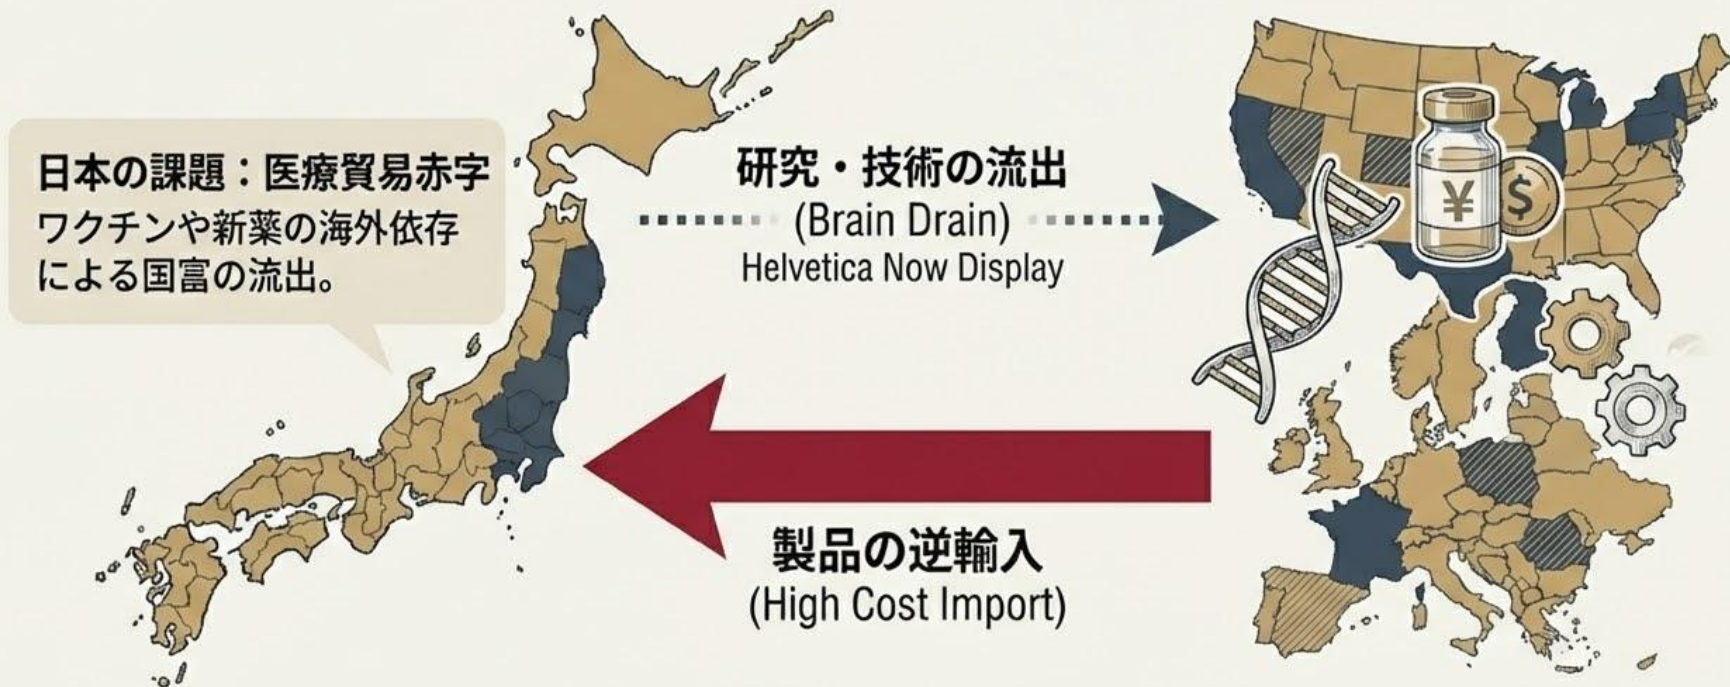 日本の課題：医療貿易赤字
ワクチンや新薬の海外依存
による国富の流出。
研究・技術の流出
(Brain Drain)
Helvetica Now Display
¥
$
製品の逆輸入
(High Cost Import)